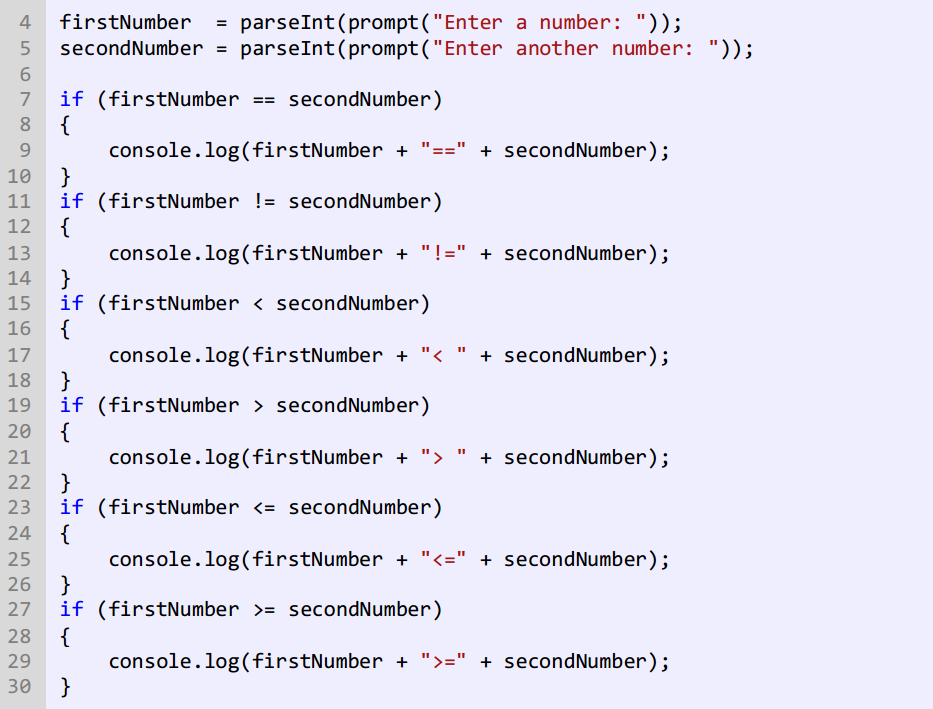 4 firstNumber  = parseInt(prompt("Enter a number: "));
5 secondNumber = parseInt(prompt("Enter another number: "));
6
7 if (firstNumber == secondNumber)
8 {
9     console.log(firstNumber + "==" + secondNumber);
10 }
11 if (firstNumber != secondNumber)
12 {
13     console.log(firstNumber + "!=" + secondNumber);
14 }
15 if (firstNumber < secondNumber)
16 {
17     console.log(firstNumber + "< " + secondNumber);
18 }
19 if (firstNumber > secondNumber)
20 {
21     console.log(firstNumber + "> " + secondNumber);
22 }
23 if (firstNumber <= secondNumber)
24 {
25     console.log(firstNumber + "<=" + secondNumber);
26 }
27 if (firstNumber >= secondNumber)
28 {
29     console.log(firstNumber + ">=" + secondNumber);
30 }